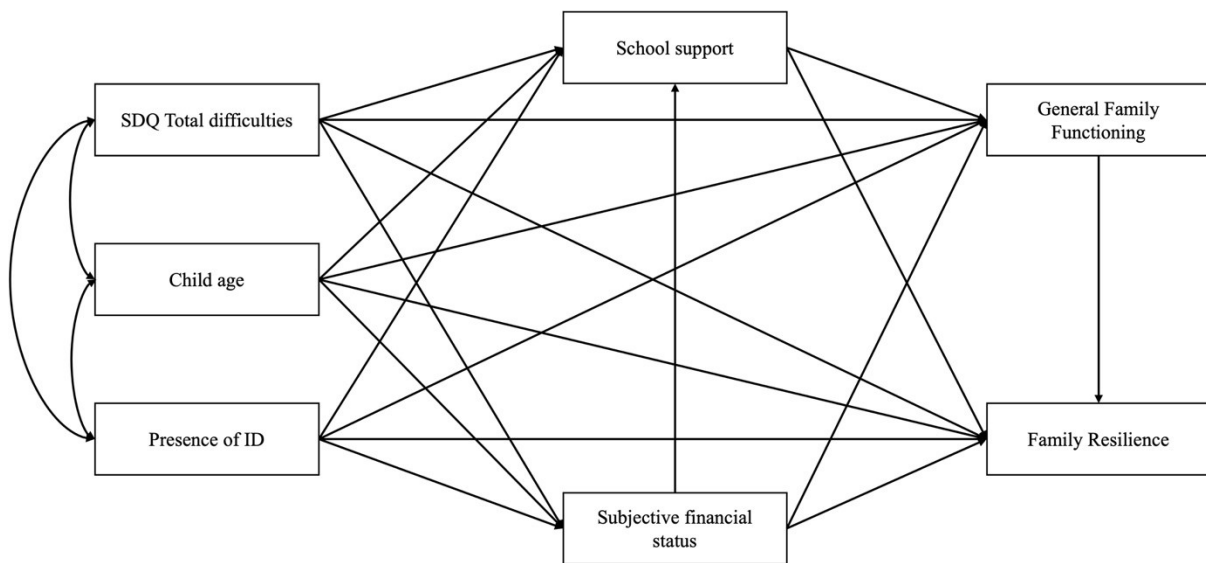 School support
SDQ Total difficulties
General Family
Functioning
Child age
Presence of ID
Family Resilience
Subjective financial
status